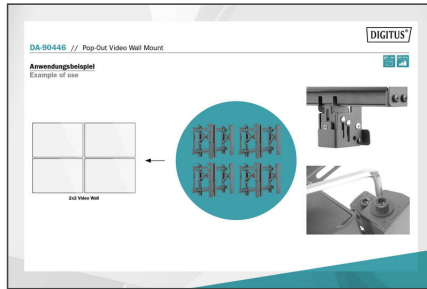 DIGITUS®
DA-90446 // Pop-Out Video Wall Mount
Anwendungsbeispiel
Example of use
2x2 Video Wall